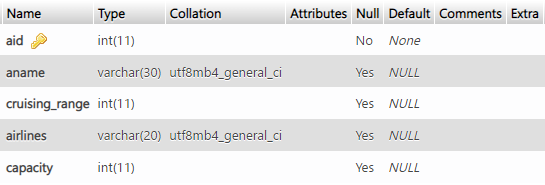 Name Type Collation Attributes Null Default Comments Extra
aid int(11) No None
aname varchar(30) utf8mb4_general_ci Yes NULL
cruising_range int(11) Yes NULL
airlines varchar(20) utf8mb4_general_ci Yes NULL
capacity int(11) Yes NULL